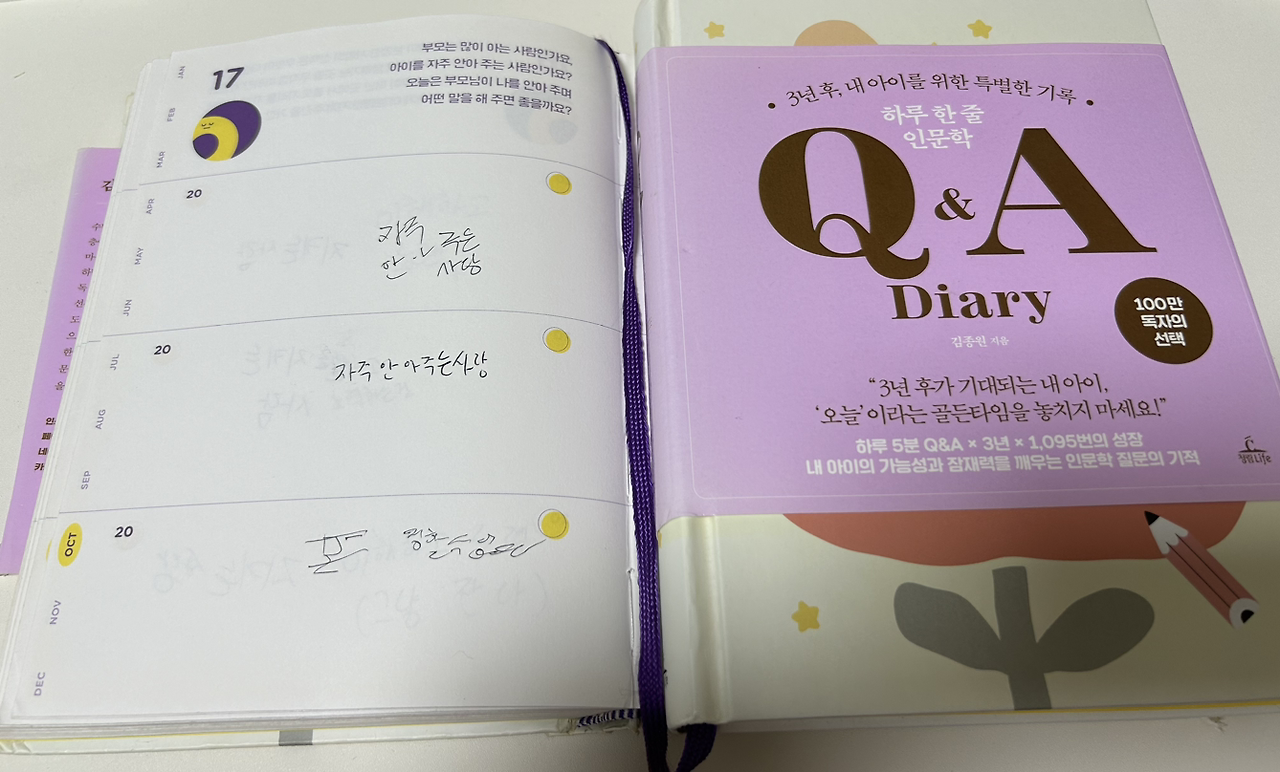 JAN
FEB
MAR
APR
MAY
JUN
JUL
AUG
SEP
OCT
NOV
DEC
17
부모는 많이 아는 사람인가요,
아이를 자주 안아 주는 사람인가요?
오늘은 부모님이 나를 안아 주며
어떤 말을 해 주면 좋을까요?
20
자주
안 주는
사람
20
자주 안아주는사람
20
3년 후, 내 아이를 위한 특별한 기록
하루 한 줄
인문학
Q & A
Diary
김종원 지음
100만
독자의
선택
“3년 후가 기대되는 내 아이,
‘오늘’이라는 골든타임을 놓치지 마세요!”
하루 5분 Q&A × 3년 × 1,095번의 성장
내 아이의 가능성과 잠재력을 깨우는 인문학 질문의 기적
청림Life